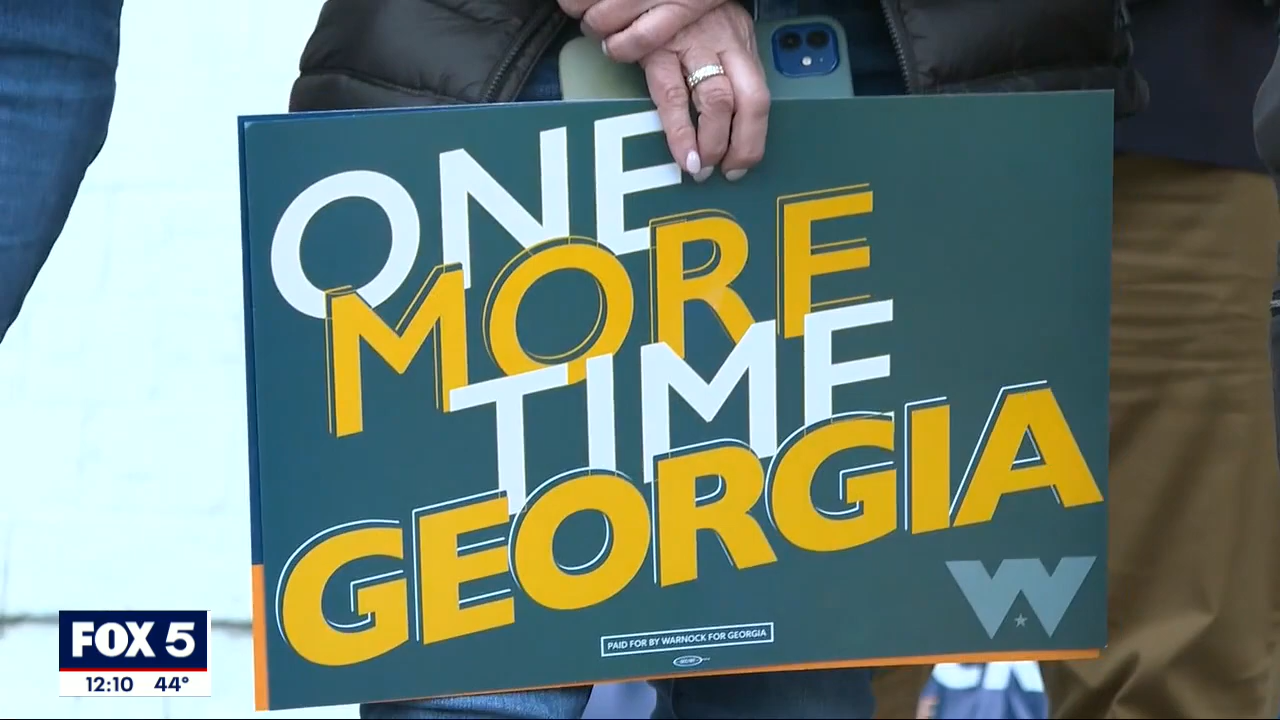 ONE
MORE
TIME
GEORGIA
W
PAID FOR BY WARNOCK FOR GEORGIA
FOX 5
12:10 44°